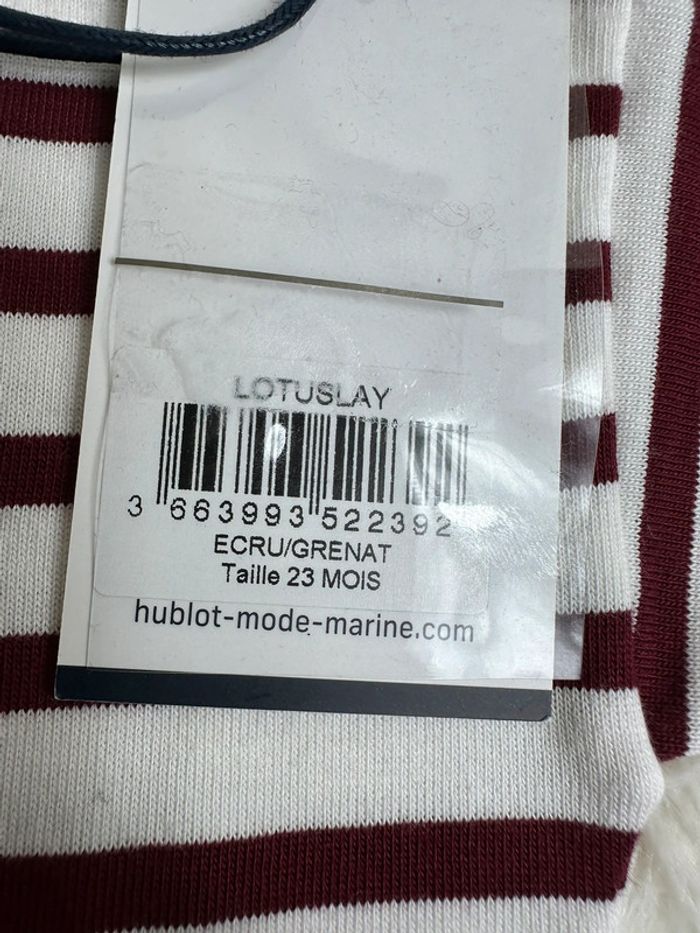 LOTUSLAY
3 663993 522392
ECRU/GRENAT
Taille 23 MOIS
hublot-mode-marine.com